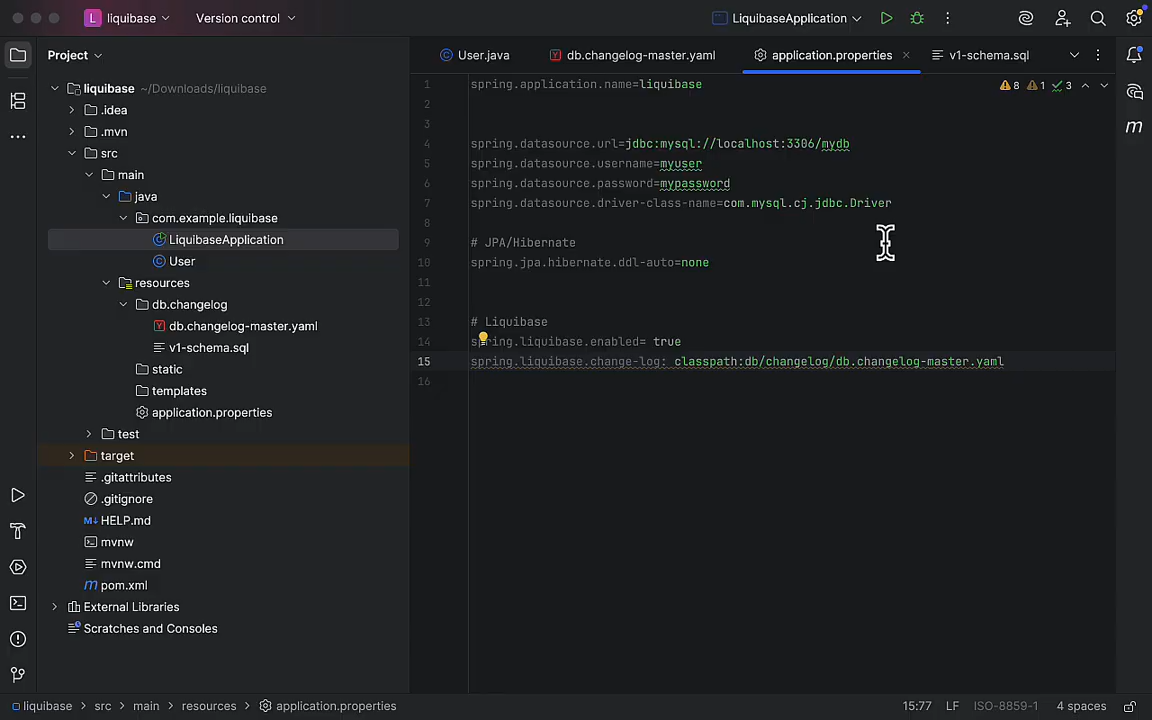 L liquibase Version control LiquibaseApplication
Project
User.java db.changelog-master.yaml application.properties v1-schema.sql
liquibase ~/Downloads/liquibase
.idea
.mvn
src
main
java
com.example.liquibase
LiquibaseApplication
User
resources
db.changelog
db.changelog-master.yaml
v1-schema.sql
static
templates
application.properties
test
target
.gitattributes
.gitignore
HELP.md
mvnw
mvnw.cmd
pom.xml
External Libraries
Scratches and Consoles
8 1 3
1 spring.application.name=liquibase
2
3
4 spring.datasource.url=jdbc:mysql://localhost:3306/mydb
5 spring.datasource.username=myuser
6 spring.datasource.password=mypassword
7 spring.datasource.driver-class-name=com.mysql.cj.jdbc.Driver
8
9 # JPA/Hibernate
10 spring.jpa.hibernate.ddl-auto=none
11
12
13 # Liquibase
14 spring.liquibase.enabled= true
15 spring.liquibase.change-log: classpath:db/changelog/db.changelog-master.yaml
16
liquibase > src > main > resources > application.properties 15:77 LF ISO-8859-1 4 spaces